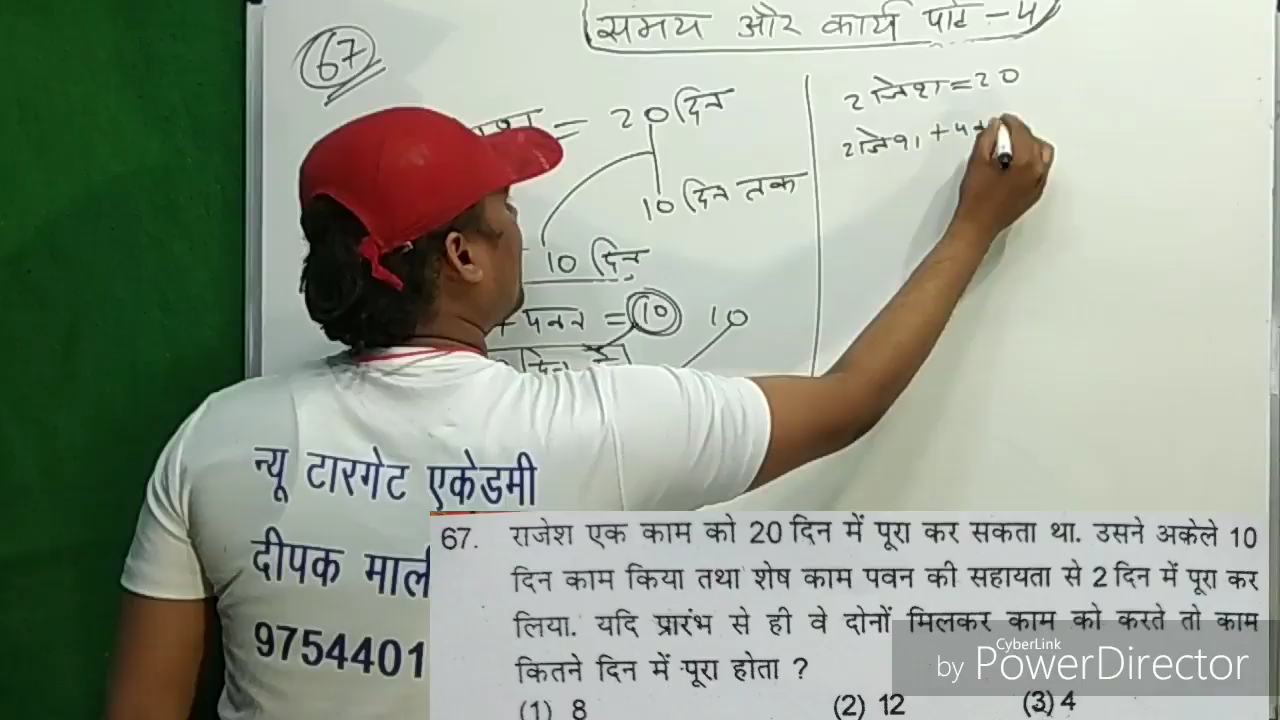 समय और कार्य पार्ट - 4
67
= 20 दिन
10 दिन तक
10 दिन
+ पवन = 10 10
राजेश = 20
राजेश +
न्यू टारगेट एकेडमी
दीपक
9754401
67. राजेश एक काम को 20 दिन में पूरा कर सकता था. उसने अकेले 10
दिन काम किया तथा शेष काम पवन की सहायता से 2 दिन में पूरा कर
लिया. यदि प्रारंभ से ही वे दोनों मिलकर काम को करते तो काम
कितने दिन में पूरा होता ?
(1) 8 (2) 12 (3) 4
CyberLink
by PowerDirector